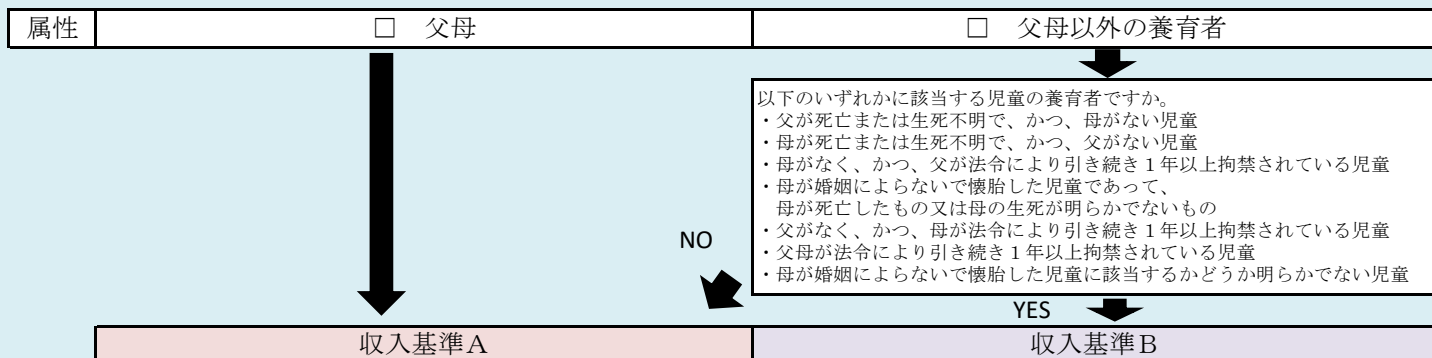 属性 □ 父母 □ 父母以外の養育者
以下のいずれかに該当する児童の養育者ですか。
・父が死亡または生死不明で、かつ、母がない児童
・母が死亡または生死不明で、かつ、父がない児童
・母がなく、かつ、父が法令により引き続き１年以上拘禁されている児童
・母が婚姻によらないで懐胎した児童であって、
母が死亡したもの又は母の生死が明らかでないもの
・父がなく、かつ、母が法令により引き続き１年以上拘禁されている児童
・父母が法令により引き続き１年以上拘禁されている児童
・母が婚姻によらないで懐胎した児童に該当するかどうか明らかでない児童
NO
YES
収入基準Ａ 収入基準Ｂ